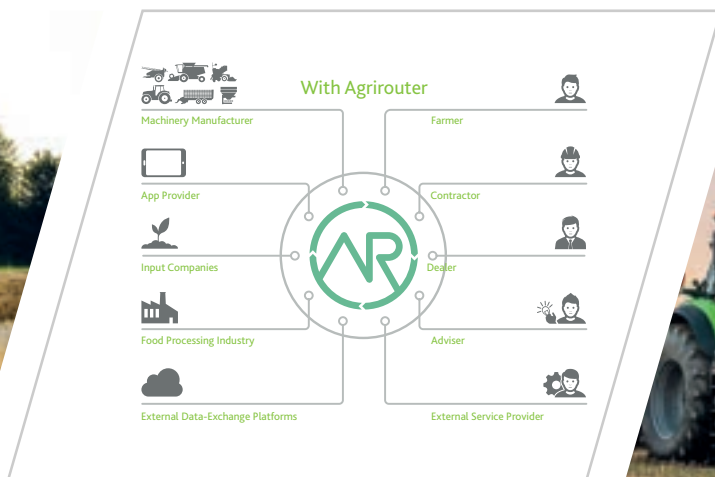 With Agrirouter
Machinery Manufacturer
Farmer
App Provider
Contractor
Input Companies
Dealer
AR
Food Processing Industry
Adviser
External Data-Exchange Platforms
External Service Provider